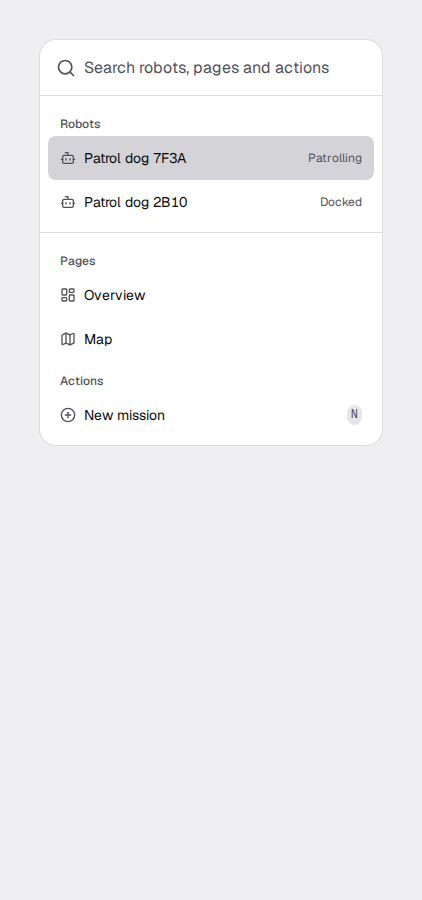 Search robots, pages and actions
Robots
Patrol dog 7F3A Patrolling
Patrol dog 2B10 Docked
Pages
Overview
Map
Actions
New mission N